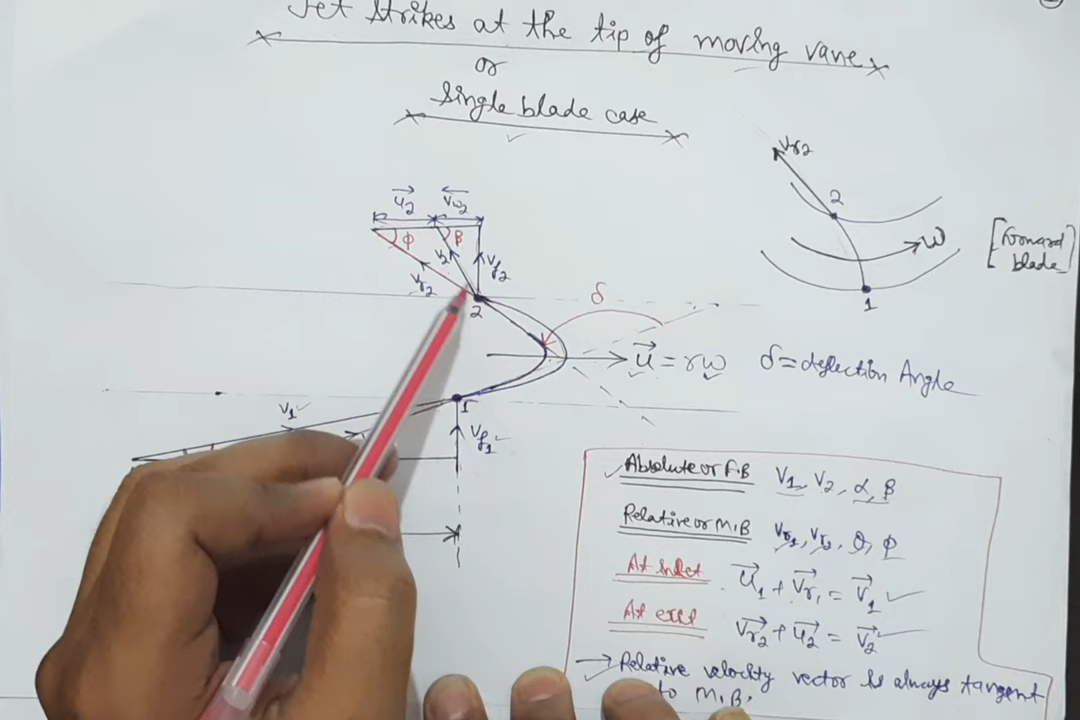 Jet strikes at the tip of moving vane
or
Single blade case
u2 Vw2
ϕ β
V2
Vr2
Vf2
2
δ
u = rω
δ = deflection Angle
1
V1
Vf1
Vr2
2
ω
1
[Forward
blade]
Absolute or F.B V1, V2, α, β
Relative or M.B Vr1, Vr2, θ, ϕ
At inlet u1 + Vr1 = V1
At exit Vr2 + u2 = V2
→ Relative velocity vector is always tangent
to M.B.